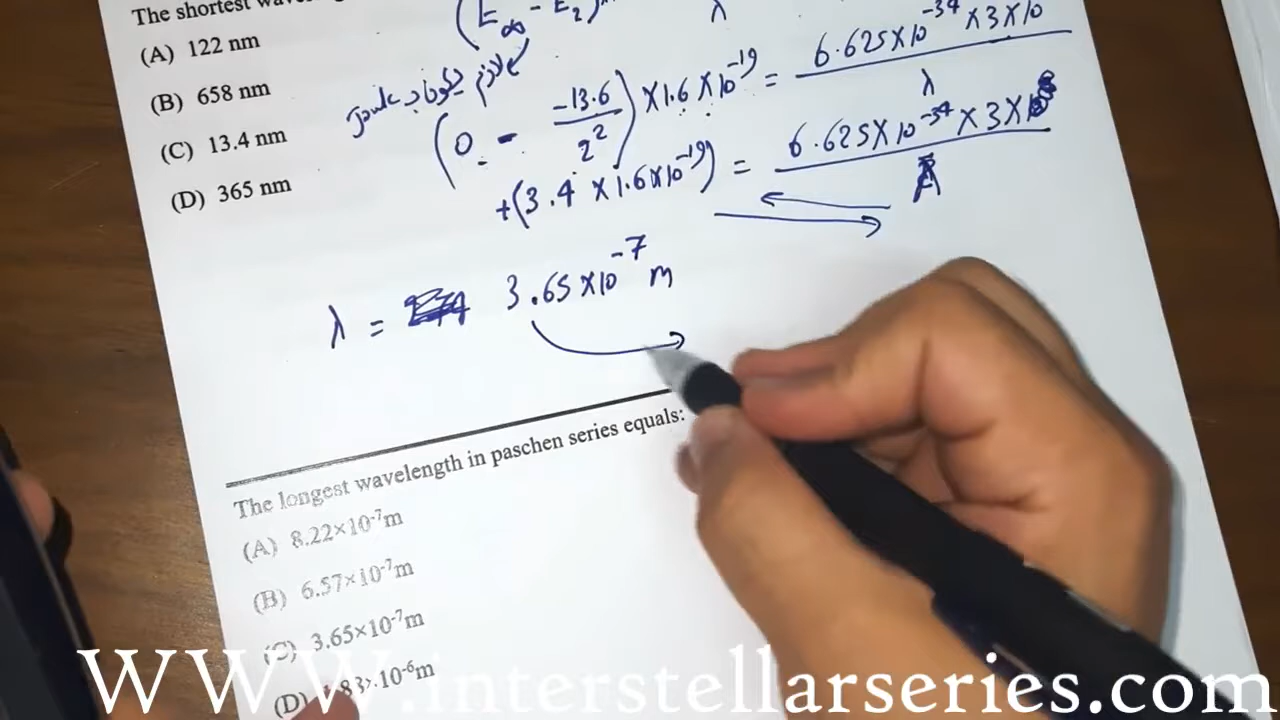 The shortest
(A) 122 nm
(B) 658 nm
(C) 13.4 nm
(D) 365 nm
(E∞ - E2)
λ
(0 - -13.6/2²) × 1.6 × 10⁻¹⁹ = 6.625×10⁻³⁴ × 3 × 10 / λ
+(3.4 × 1.6×10⁻¹⁹) = 6.625×10⁻³⁴ × 3×10⁸ / λ
λ = 3.65×10⁻⁷ m
The longest wavelength in paschen series equals:
(A) 8.22×10⁻⁷m
(B) 6.57×10⁻⁷m
(C) 3.65×10⁻⁷m
(D) 83×10⁻⁶m
WWW.interstellarseries.com